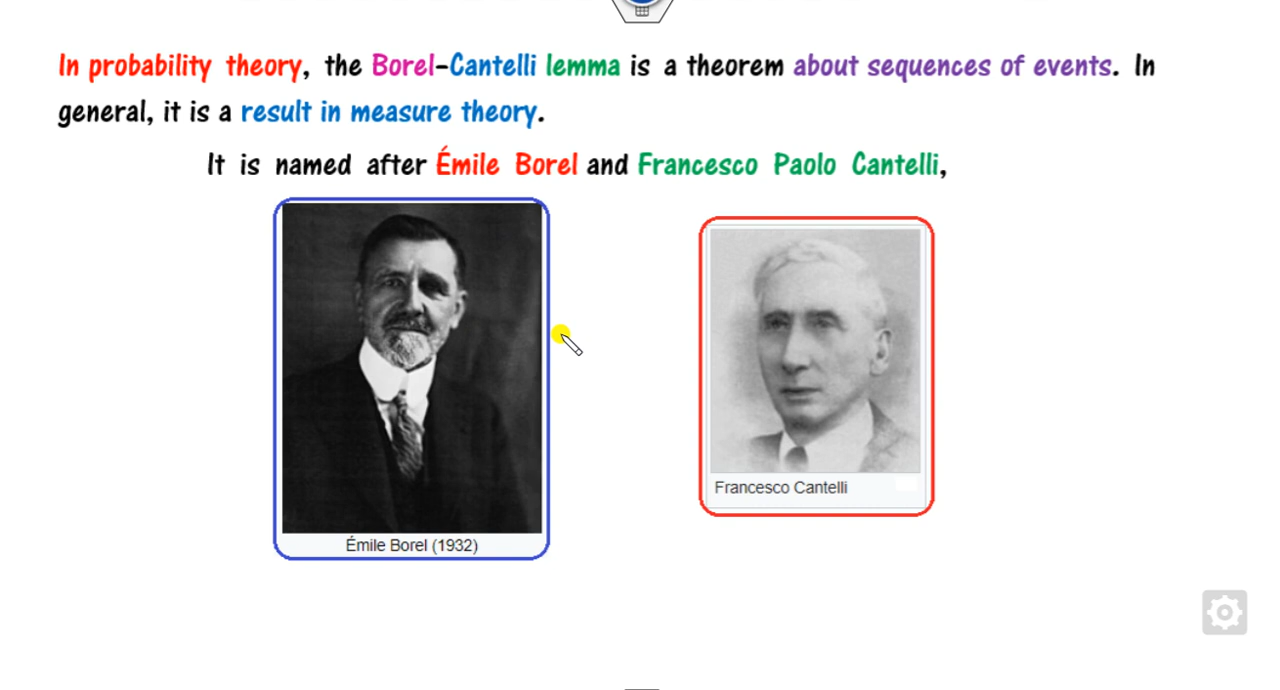 In probability theory, the Borel-Cantelli lemma is a theorem about sequences of events. In
general, it is a result in measure theory.
It is named after Émile Borel and Francesco Paolo Cantelli,
Émile Borel (1932)
Francesco Cantelli